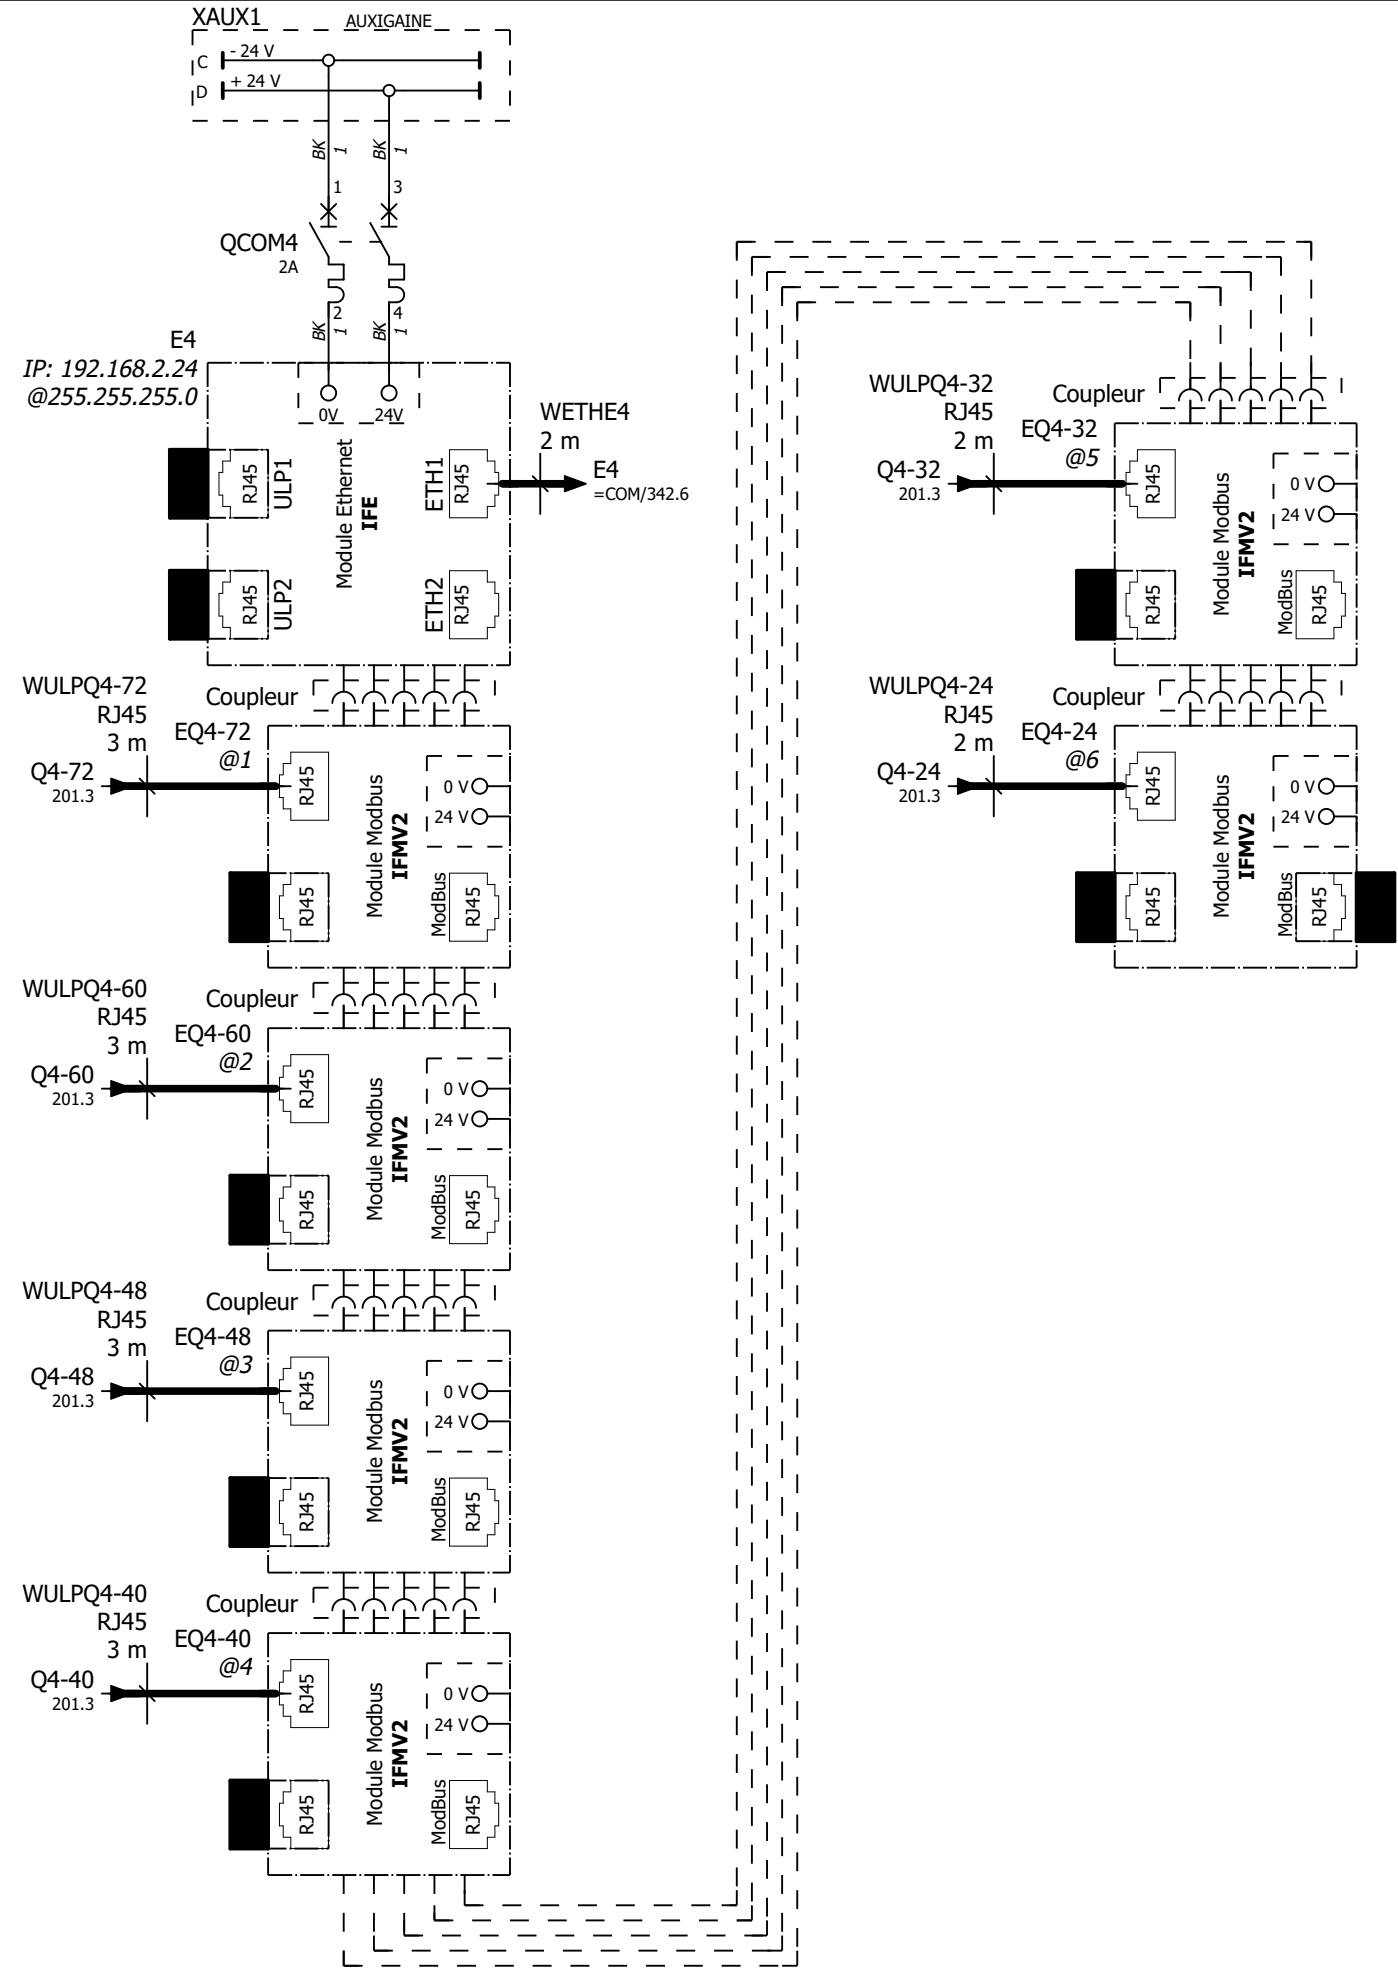 XAUX1
AUXIGAINE
C
- 24 V
D
+ 24 V
BK
1
BK
1
1
3
QCOM4
2A
2
4
BK
1
BK
1
E4
IP: 192.168.2.24
@255.255.255.0
0V
24V
RJ45
ULP1
Module Ethernet
IFE
ETH1
RJ45
WETHE4
2 m
E4
=COM/342.6
RJ45
ULP2
ETH2
RJ45
WULPQ4-72
RJ45
3 m
Coupleur
EQ4-72
@1
Q4-72
201.3
RJ45
Module Modbus
IFMV2
0 V
24 V
RJ45
ModBus
RJ45
WULPQ4-60
RJ45
3 m
Coupleur
EQ4-60
@2
Q4-60
201.3
RJ45
Module Modbus
IFMV2
0 V
24 V
RJ45
ModBus
RJ45
WULPQ4-48
RJ45
3 m
Coupleur
EQ4-48
@3
Q4-48
201.3
RJ45
Module Modbus
IFMV2
0 V
24 V
RJ45
ModBus
RJ45
WULPQ4-40
RJ45
3 m
Coupleur
EQ4-40
@4
Q4-40
201.3
RJ45
Module Modbus
IFMV2
0 V
24 V
RJ45
ModBus
RJ45
WULPQ4-32
RJ45
2 m
Coupleur
EQ4-32
@5
Q4-32
201.3
RJ45
Module Modbus
IFMV2
0 V
24 V
RJ45
ModBus
RJ45
WULPQ4-24
RJ45
2 m
Coupleur
EQ4-24
@6
Q4-24
201.3
RJ45
Module Modbus
IFMV2
0 V
24 V
RJ45
ModBus
RJ45